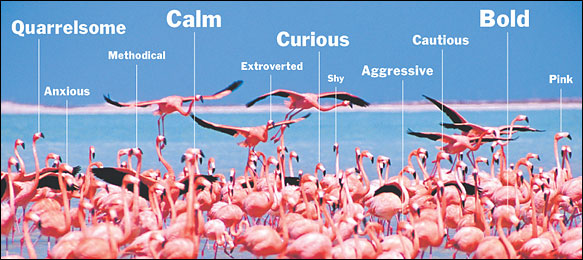 Quarrelsome
Anxious
Methodical
Calm
Extroverted
Curious
Shy
Aggressive
Cautious
Bold
Pink